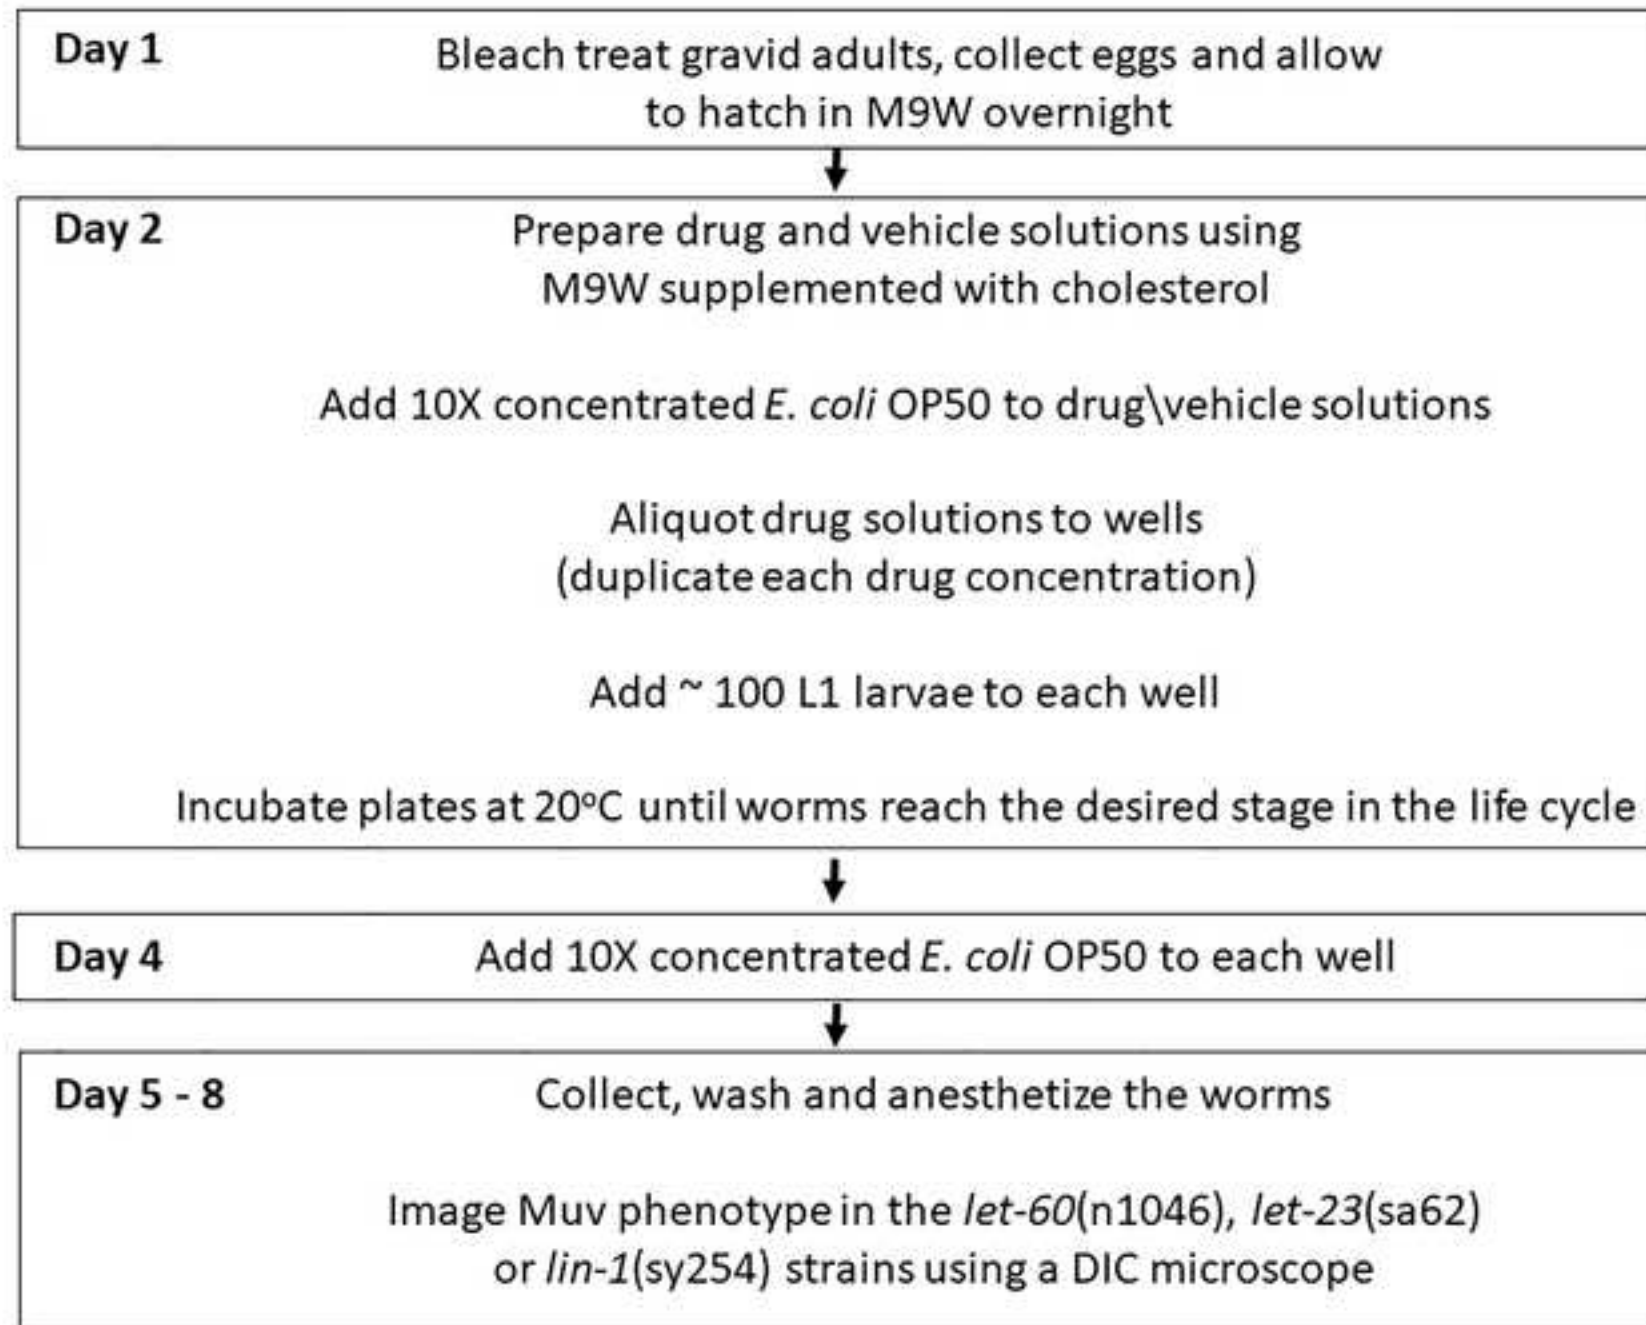 Day 1 Bleach treat gravid adults, collect eggs and allow
to hatch in M9W overnight
Day 2 Prepare drug and vehicle solutions using
M9W supplemented with cholesterol
Add 10X concentrated E. coli OP50 to drug\vehicle solutions
Aliquot drug solutions to wells
(duplicate each drug concentration)
Add ~ 100 L1 larvae to each well
Incubate plates at 20°C until worms reach the desired stage in the life cycle
Day 4 Add 10X concentrated E. coli OP50 to each well
Day 5 - 8 Collect, wash and anesthetize the worms
Image Muv phenotype in the let-60(n1046), let-23(sa62)
or lin-1(sy254) strains using a DIC microscope